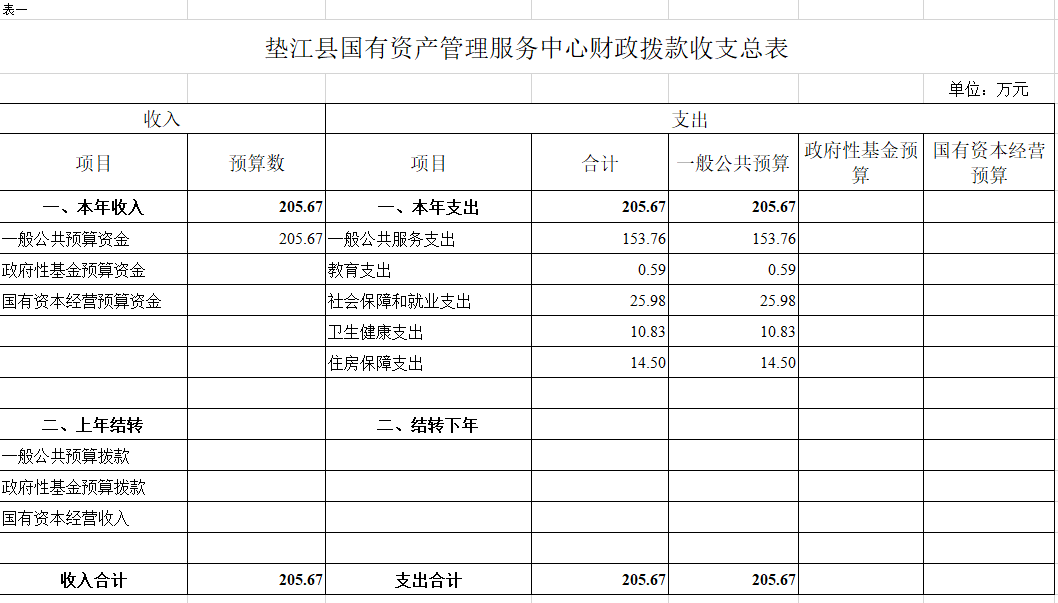 表一
垫江县国有资产管理服务中心财政拨款收支总表
单位：万元
收入 支出
项目 预算数 项目 合计 一般公共预算 政府性基金预算 国有资本经营预算
一、本年收入 205.67 一、本年支出 205.67 205.67
一般公共预算资金 205.67 一般公共服务支出 153.76 153.76
政府性基金预算资金 教育支出 0.59 0.59
国有资本经营预算资金 社会保障和就业支出 25.98 25.98
卫生健康支出 10.83 10.83
住房保障支出 14.50 14.50
二、上年结转 二、结转下年
一般公共预算拨款
政府性基金预算拨款
国有资本经营收入
收入合计 205.67 支出合计 205.67 205.67